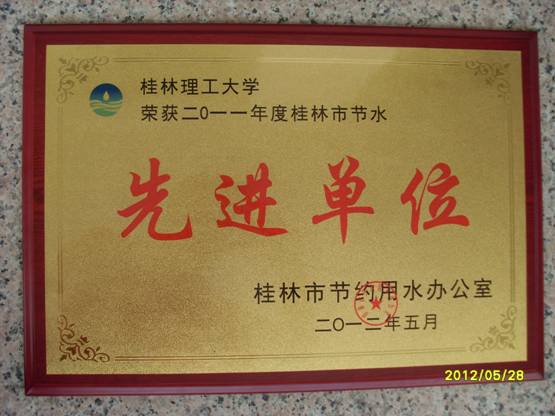 桂林理工大学
荣获二〇一一年度桂林市节水
先进单位
桂林市节约用水办公室
二〇一二年五月
2012/05/28